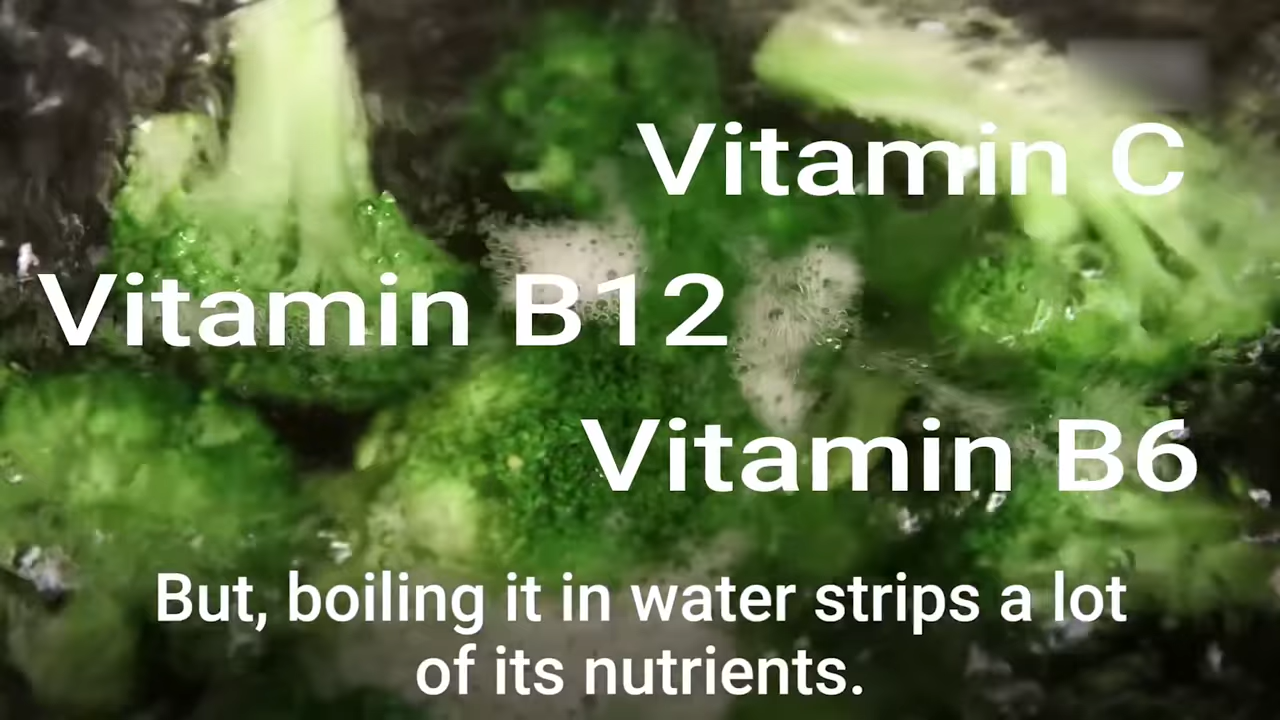 Vitamin C
Vitamin B12
Vitamin B6
But, boiling it in water strips a lot
of its nutrients.